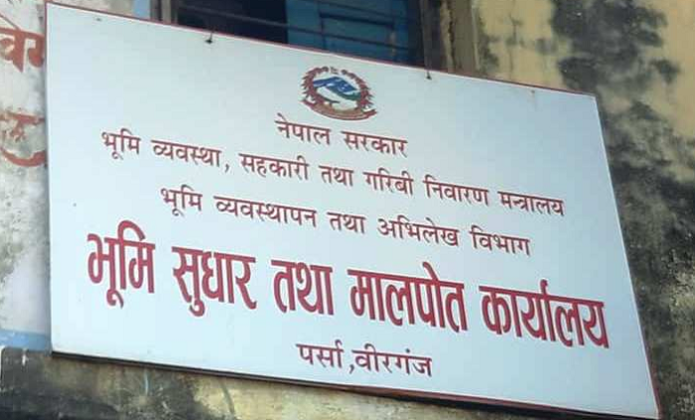 नेपाल सरकार
भूमि व्यवस्था, सहकारी तथा गरिबी निवारण मन्त्रालय
भूमि व्यवस्थापन तथा अभिलेख विभाग
भूमि सुधार तथा मालपोत कार्यालय
पर्सा,वीरगंज